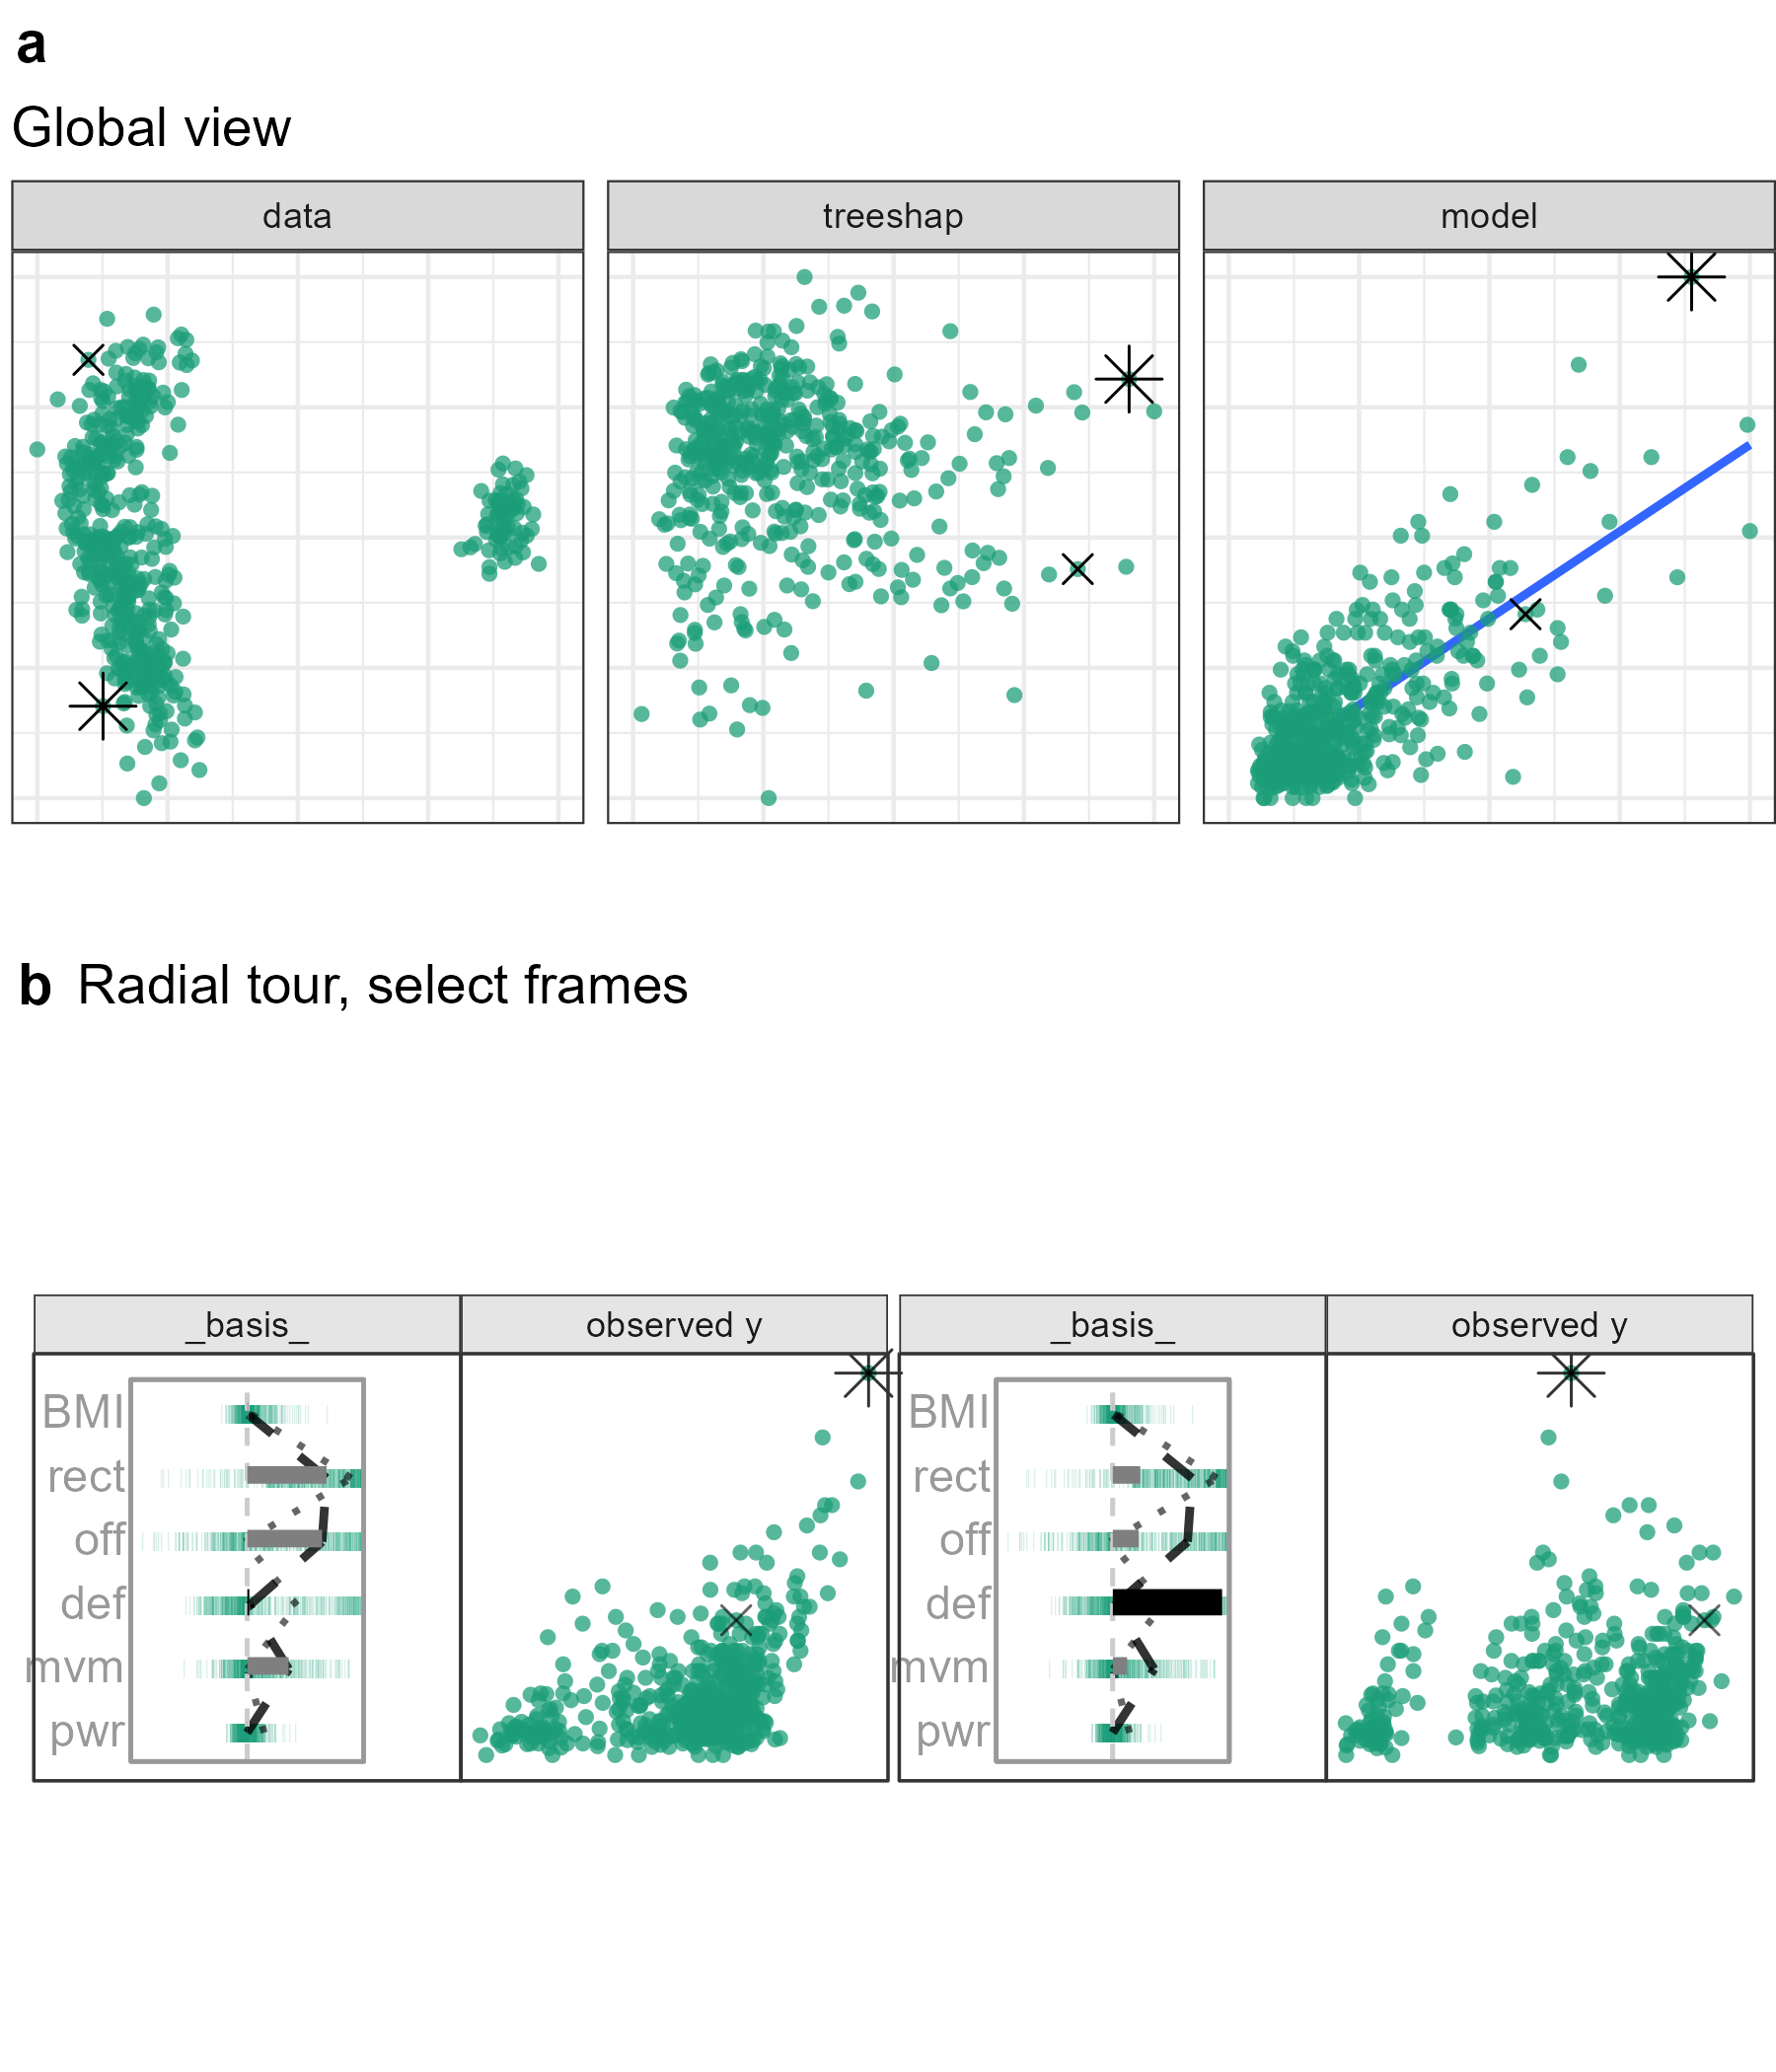 a
Global view
data
treeshap
model
b Radial tour, select frames
_basis_
observed y
_basis_
observed y
BMI
rect
off
def
mvm
pwr
BMI
rect
off
def
mvm
pwr